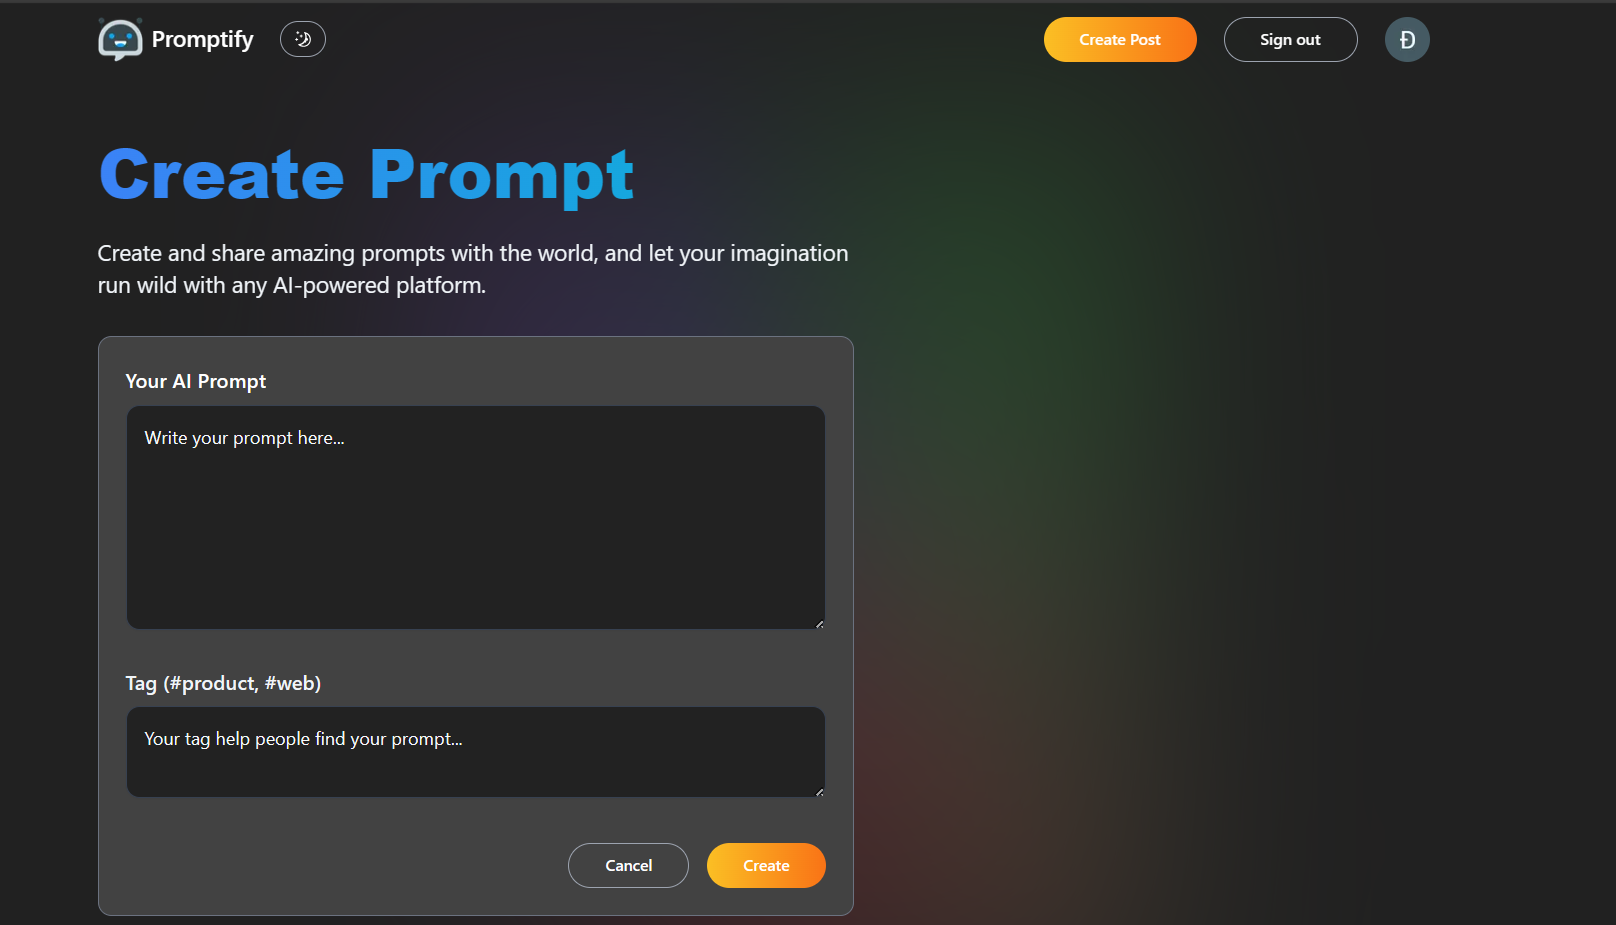 Promptify
Create Post
Sign out
Đ
Create Prompt
Create and share amazing prompts with the world, and let your imagination
run wild with any AI-powered platform.
Your AI Prompt
Write your prompt here...
Tag (#product, #web)
Your tag help people find your prompt...
Cancel
Create